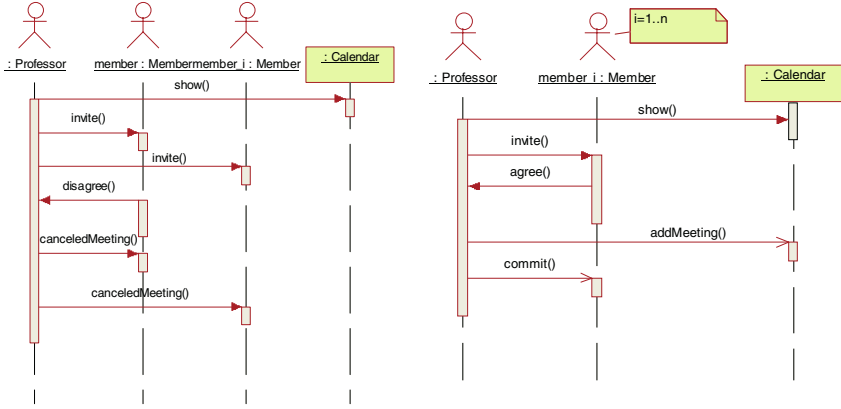 : Professor
member : Member
member_i : Member
: Calendar
show()
invite()
invite()
disagree()
canceledMeeting()
canceledMeeting()
i=1..n
: Professor
member_i : Member
: Calendar
show()
invite()
agree()
addMeeting()
commit()